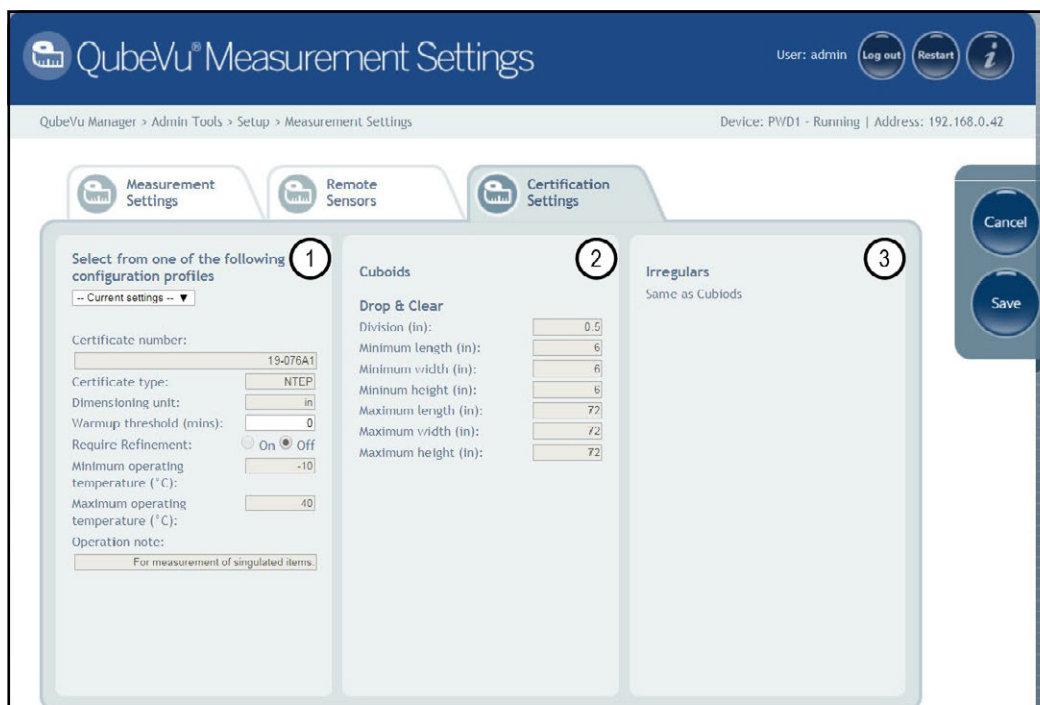 QubeVu® Measurement Settings
User: admin
Log out
Restart
i
QubeVu Manager > Admin Tools > Setup > Measurement Settings
Device: PWD1 - Running | Address: 192.168.0.42
Measurement
Settings
Remote
Sensors
Certification
Settings
Cancel
Save
Select from one of the following
configuration profiles
1
-- Current settings -- ▼
Certificate number:
19-076A1
Certificate type: NTEP
Dimensioning unit: in
Warmup threshold (mins): 0
Require Refinement: On Off
Minimum operating
temperature (°C): -10
Maximum operating
temperature (°C): 40
Operation note:
For measurement of singulated items.
2
Cuboids
Drop & Clear
Division (in): 0.5
Minimum length (in): 6
Minimum width (in): 6
Mininum height (in): 6
Maximum length (in): 72
Maximum width (in): 72
Maximum height (in): 72
3
Irregulars
Same as Cubiods